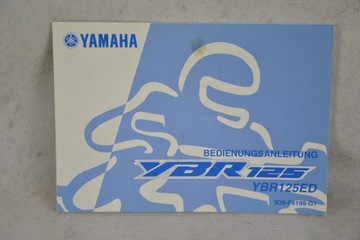 YAMAHA
BEDIENUNGSANLEITUNG
YBR125
YBR125ED
3D9-F8199-G1